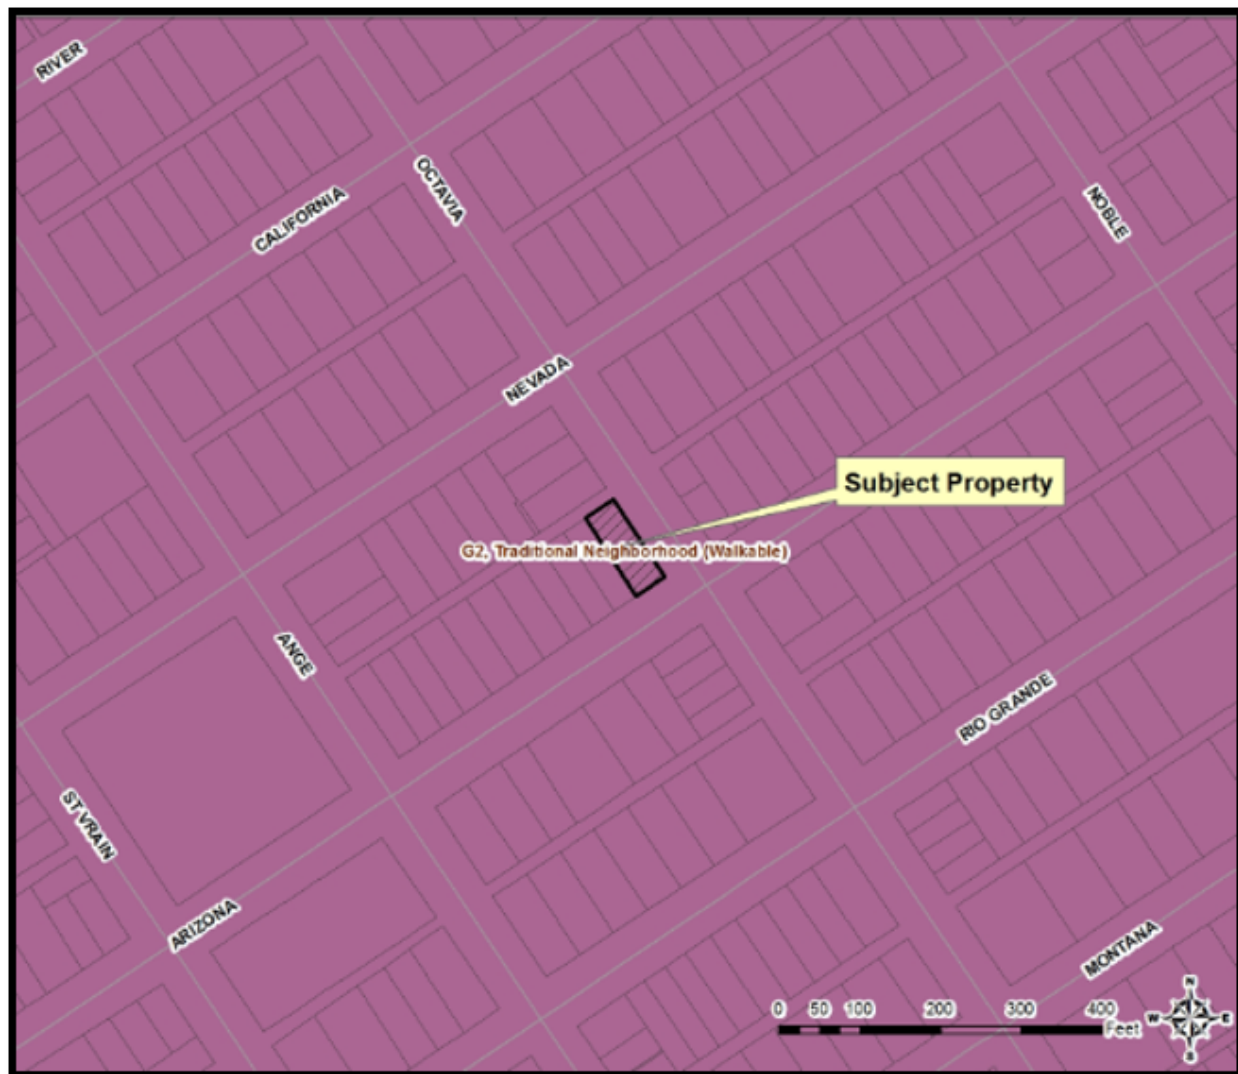 RIVER
OCTAVIA
CALIFORNIA
NOBLE
NEVADA
Subject Property
G2, Traditional Neighborhood (Walkable)
ANGE
RIO GRANDE
ST VRAIN
ARIZONA
MONTANA
N
0 50 100 200 300 400
W E
Feet
S